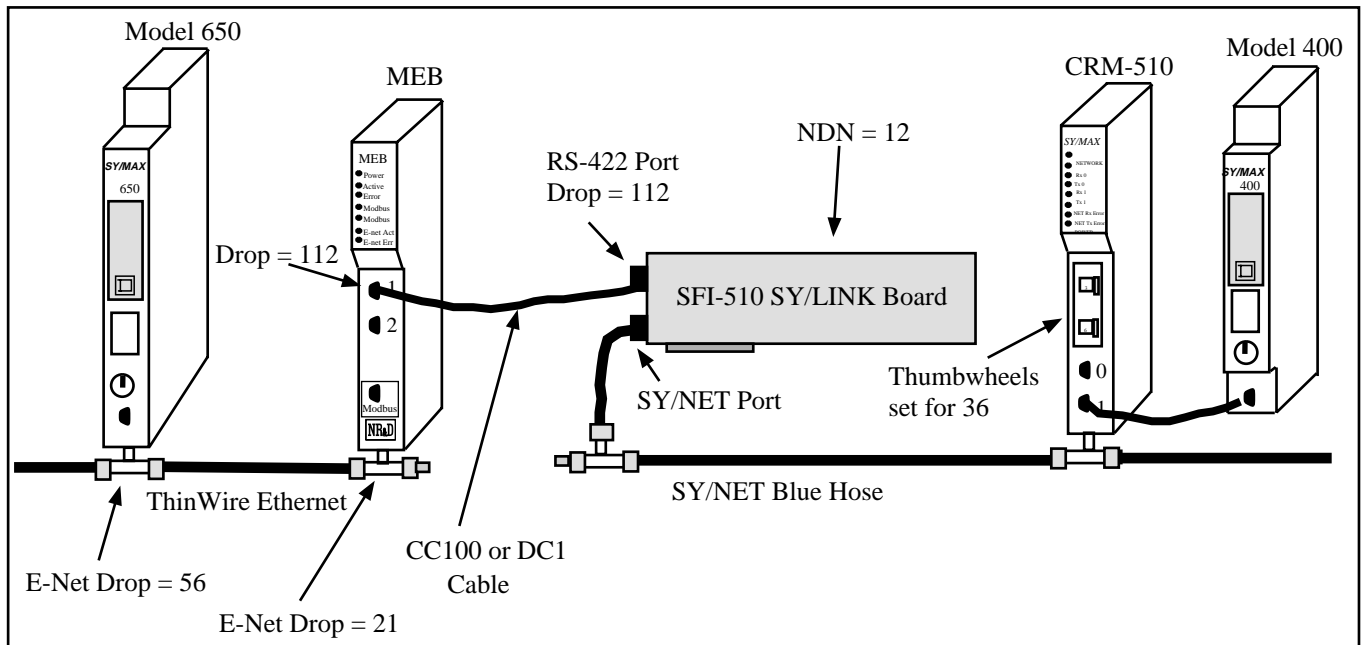 Model 650
MEB
CRM-510
Model 400
NDN = 12
RS-422 Port
Drop = 112
SY/MAX
650
MEB
Power
Active
Error
Modbus
Modbus
E-net Act
E-net Err
SY/MAX
NETWORK
Rx 0
Tx 0
Rx 1
Tx 1
NET Rx Error
NET Tx Error
SY/MAX
400
Drop = 112
1
2
Modbus
NR&D
SFI-510 SY/LINK Board
SY/NET Port
Thumbwheels
set for 36
0
1
ThinWire Ethernet
SY/NET Blue Hose
CC100 or DC1
Cable
E-Net Drop = 56
E-Net Drop = 21